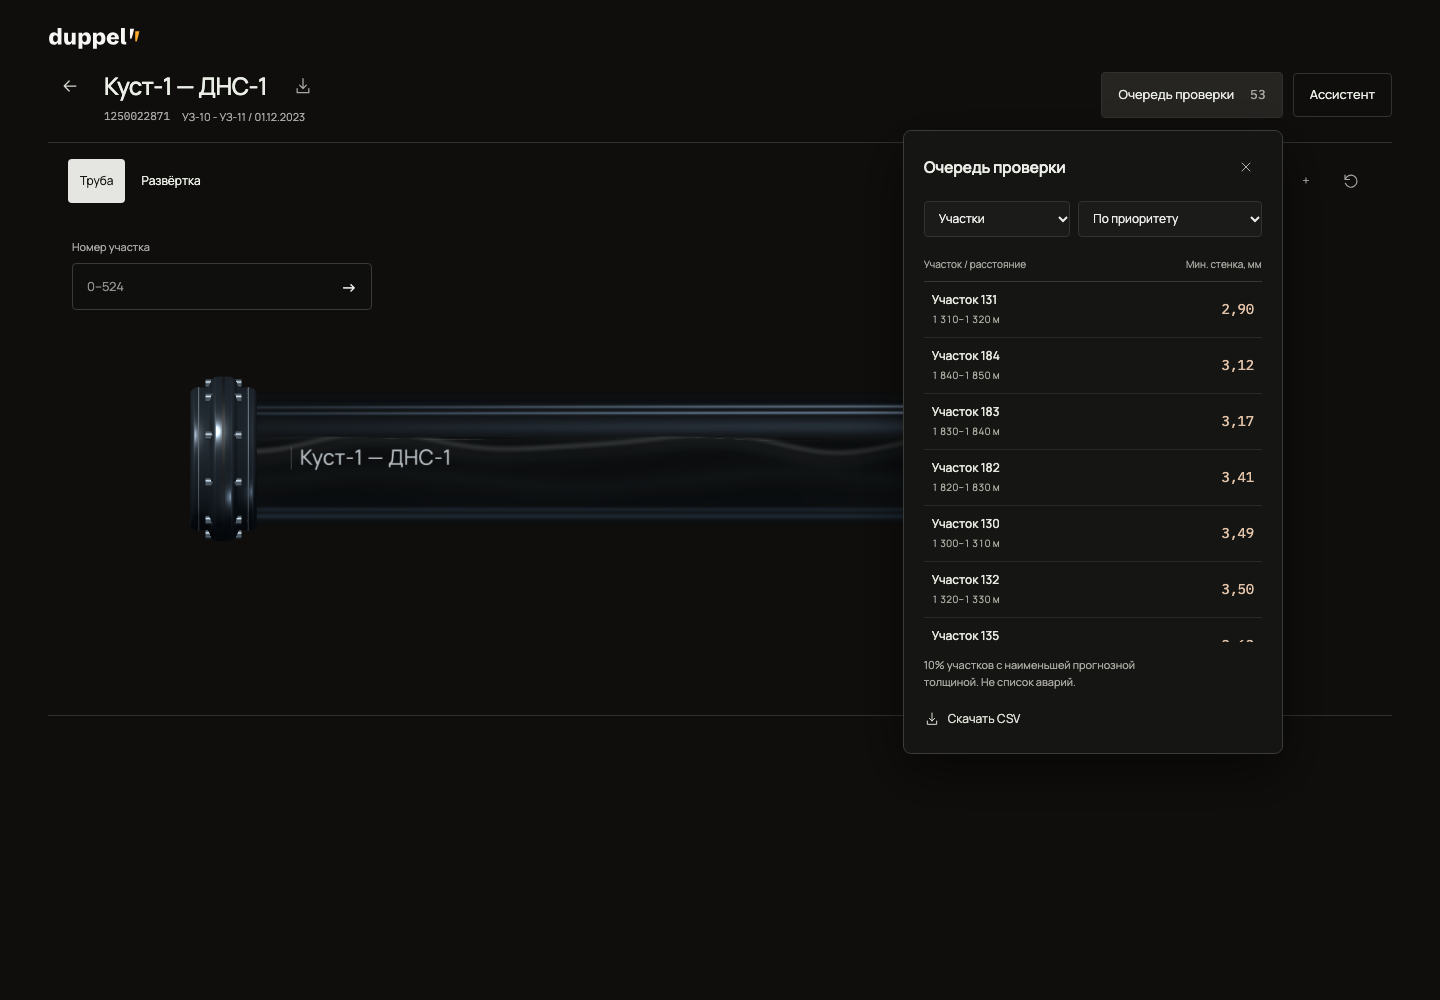 duppel
Куст-1 — ДНС-1
1250022871 УЗ-10 - УЗ-11 / 01.12.2023
Очередь проверки 53
Ассистент
Труба
Развёртка
+
Номер участка
0–524
Куст-1 — ДНС-1
Очередь проверки
Участки
По приоритету
Участок / расстояние
Мин. стенка, мм
Участок 131
1 310–1 320 м
2,90
Участок 184
1 840–1 850 м
3,12
Участок 183
1 830–1 840 м
3,17
Участок 182
1 820–1 830 м
3,41
Участок 130
1 300–1 310 м
3,49
Участок 132
1 320–1 330 м
3,50
Участок 135
10% участков с наименьшей прогнозной
толщиной. Не список аварий.
Скачать CSV